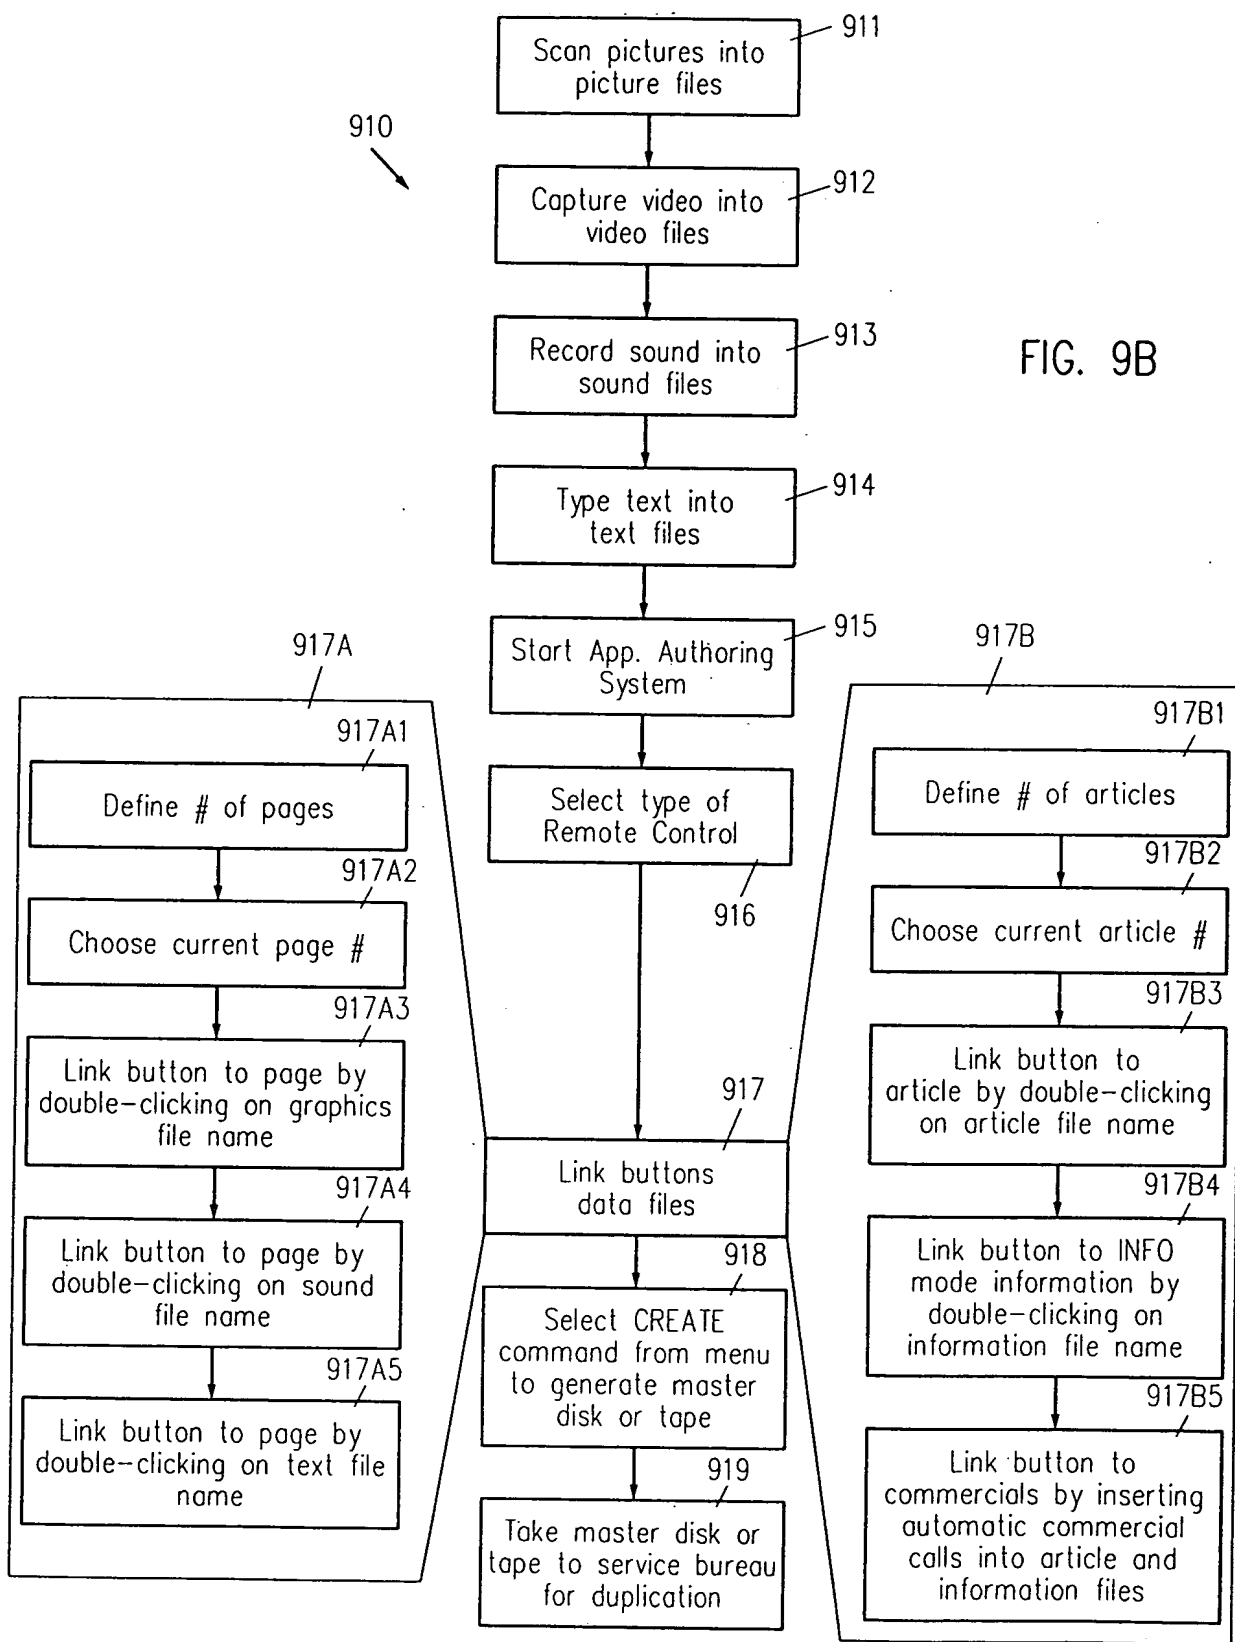 911
Scan pictures into
picture files
910
912
Capture video into
video files
913
Record sound into
sound files
FIG. 9B
914
Type text into
text files
915
Start App. Authoring
System
Select type of
Remote Control
916
917A
917A1
Define # of pages
917A2
Choose current page #
917A3
Link button to page by
double-clicking on graphics
file name
917A4
Link button to page by
double-clicking on sound
file name
917A5
Link button to page by
double-clicking on text file
name
917
Link buttons
data files
918
Select CREATE
command from menu
to generate master
disk or tape
919
Take master disk or
tape to service bureau
for duplication
917B
917B1
Define # of articles
917B2
Choose current article #
917B3
Link button to
article by double-clicking
on article file name
917B4
Link button to INFO
mode information by
double-clicking on
information file name
917B5
Link button to
commercials by inserting
automatic commercial
calls into article and
information files